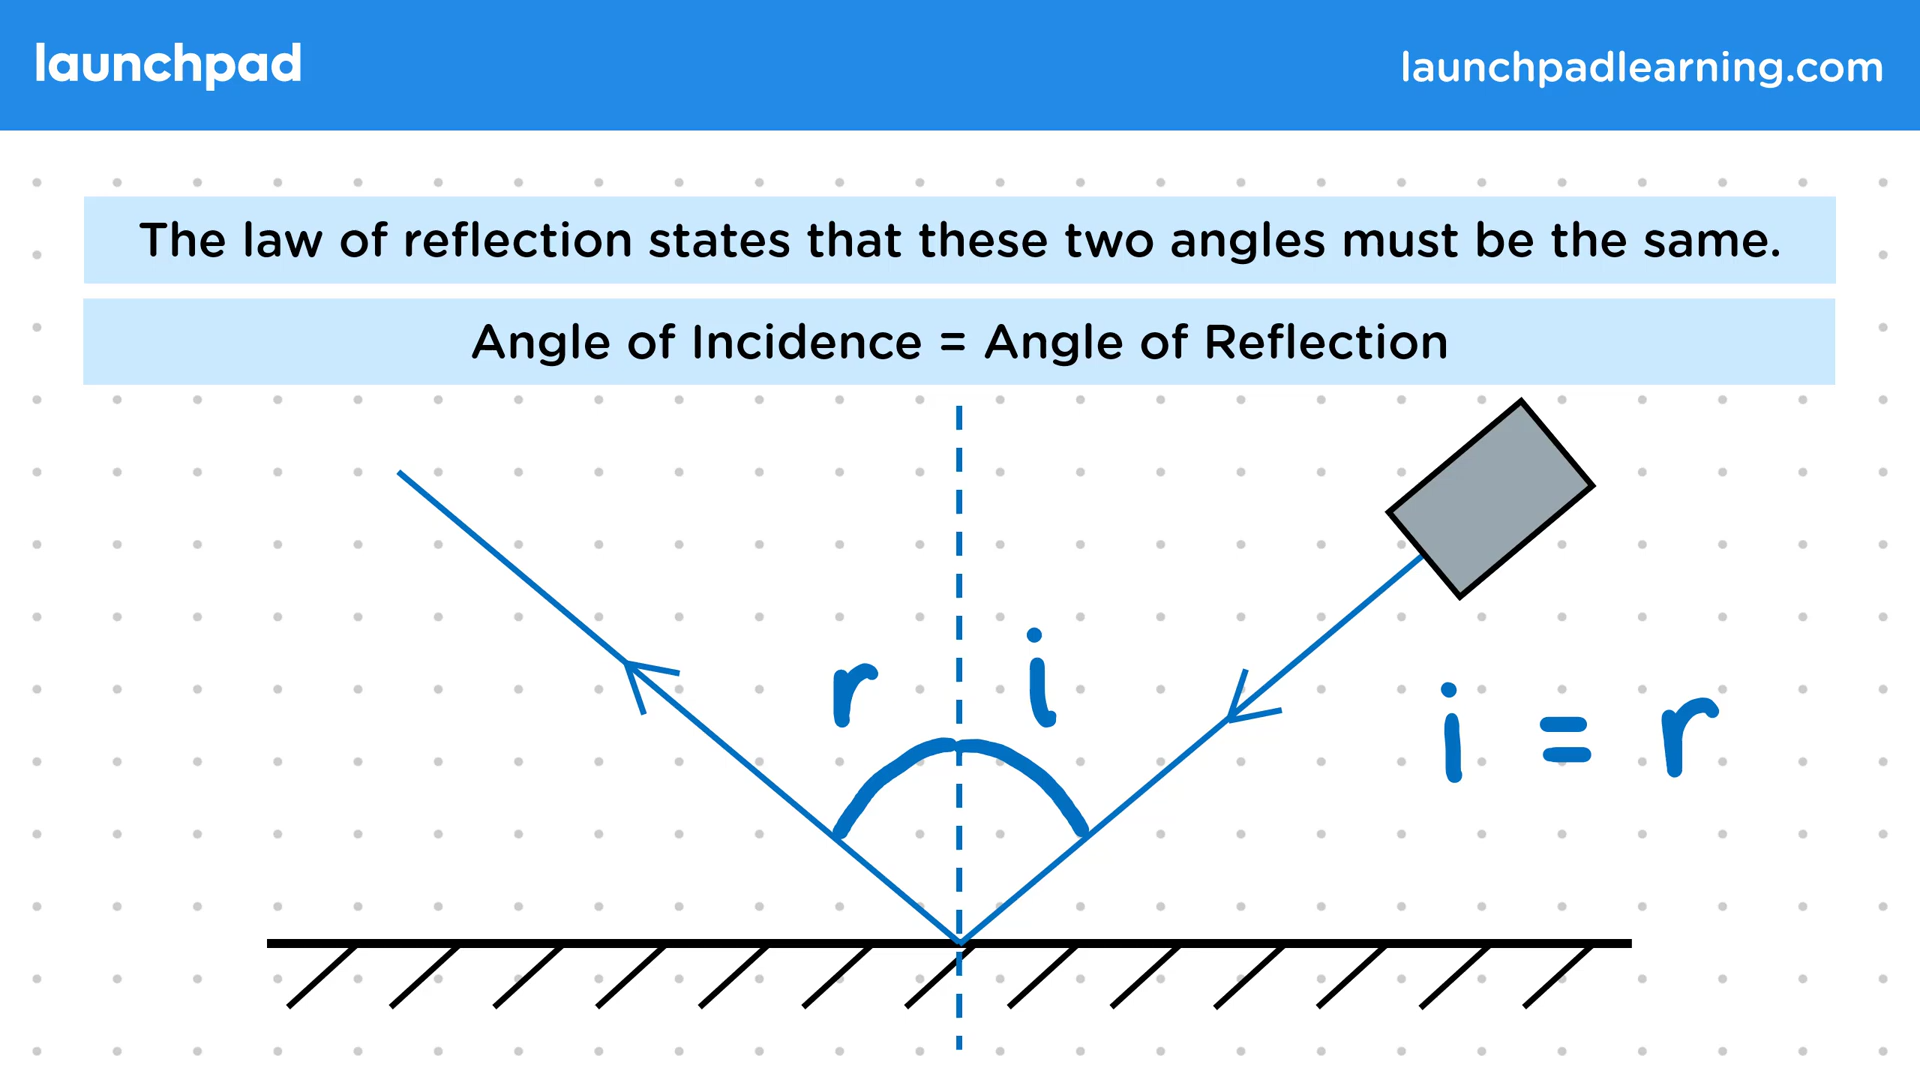 launchpad
launchpadlearning.com
The law of reflection states that these two angles must be the same.
Angle of Incidence = Angle of Reflection
r i
i = r